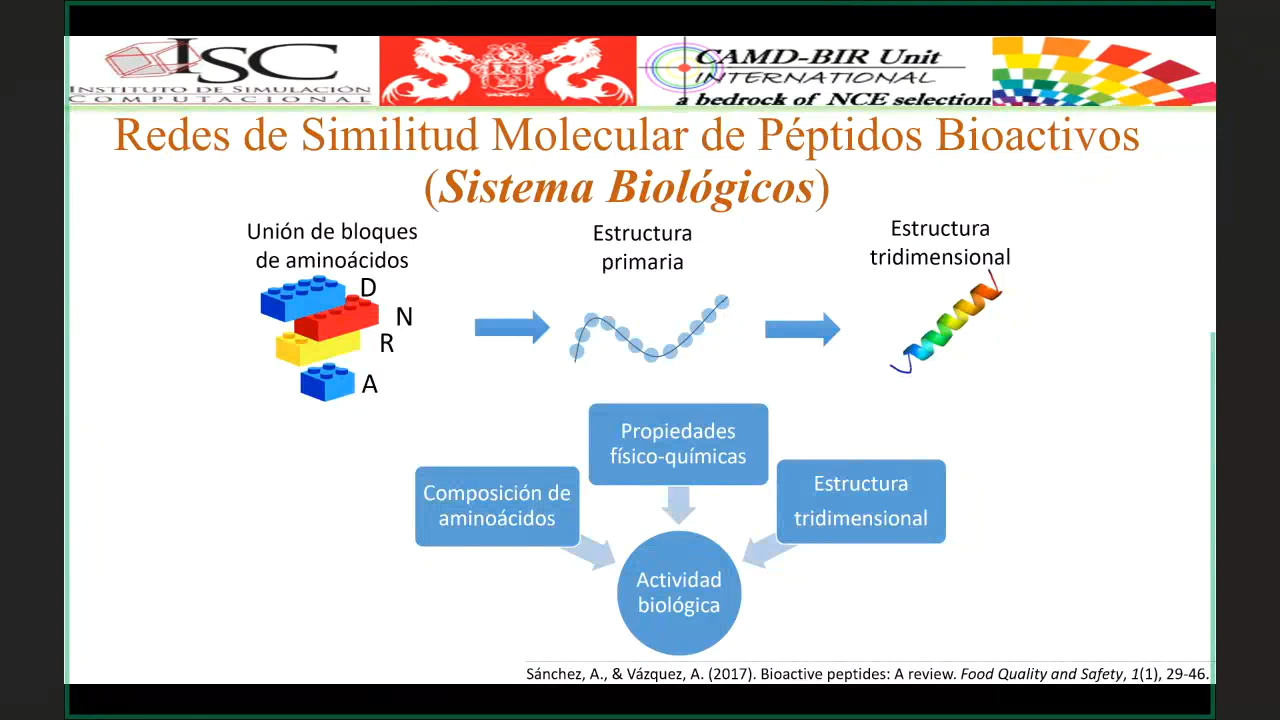 ISC
INSTITUTO DE SIMULACIÓN
COMPUTACIONAL
CAMD-BIR Unit
INTERNATIONAL
a bedrock of NCE selection
Redes de Similitud Molecular de Péptidos Bioactivos
(Sistema Biológicos)
Unión de bloques
de aminoácidos
D
N
R
A
Estructura
primaria
Estructura
tridimensional
Propiedades
físico-químicas
Composición de
aminoácidos
Estructura
tridimensional
Actividad
biológica
Sánchez, A., & Vázquez, A. (2017). Bioactive peptides: A review. Food Quality and Safety, 1(1), 29-46.